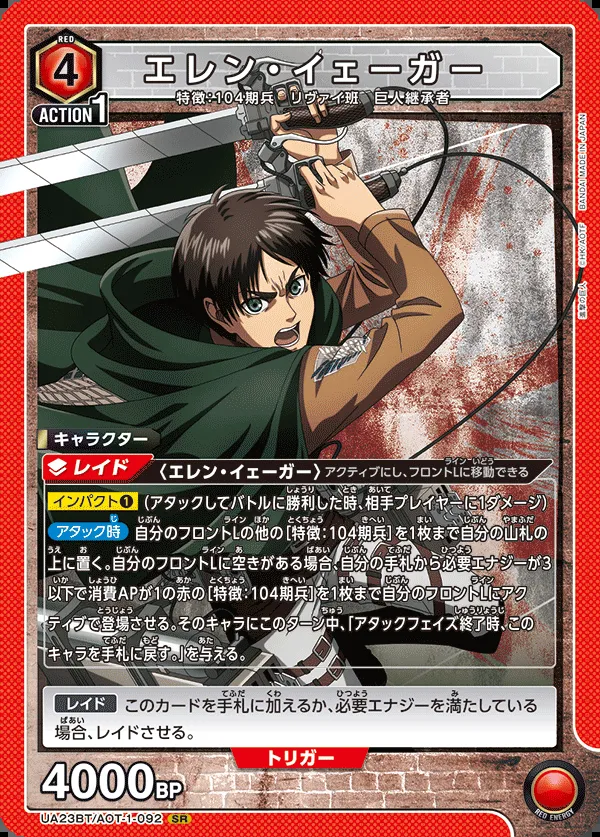 RED
4
ACTION 1
エレン・イェーガー
特徴：104期兵 リヴァイ班 巨人継承者
進撃の巨人 ©HK/AOTF BANDAI MADE IN JAPAN
キャラクター
レイド 〈エレン・イェーガー〉アクティブにし、フロントLに移動できる
インパクト❶ (アタックしてバトルに勝利した時、相手プレイヤーに1ダメージ)
アタック時 自分のフロントLの他の[特徴：104期兵]を1枚まで自分の山札の
上に置く。自分のフロントLに空きがある場合、自分の手札から必要エナジーが3
以下で消費APが1の赤の[特徴：104期兵]を1枚まで自分のフロントLにアク
ティブで登場させる。そのキャラにこのターン中、「アタックフェイズ終了時、この
キャラを手札に戻す。」を与える。
レイド このカードを手札に加えるか、必要エナジーを満たしている
場合、レイドさせる。
トリガー
4000BP
RED ENERGY
UA23BT/AOT-1-092 SR